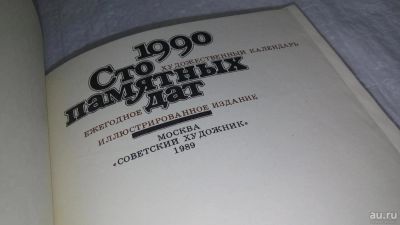 1990
Сто
ХУДОЖЕСТВЕННЫЙ КАЛЕНДАРЬ
памятных
дат
ЕЖЕГОДНОЕ
ИЛЛЮСТРИРОВАННОЕ ИЗДАНИЕ
МОСКВА
«СОВЕТСКИЙ ХУДОЖНИК»
1989
au.ru